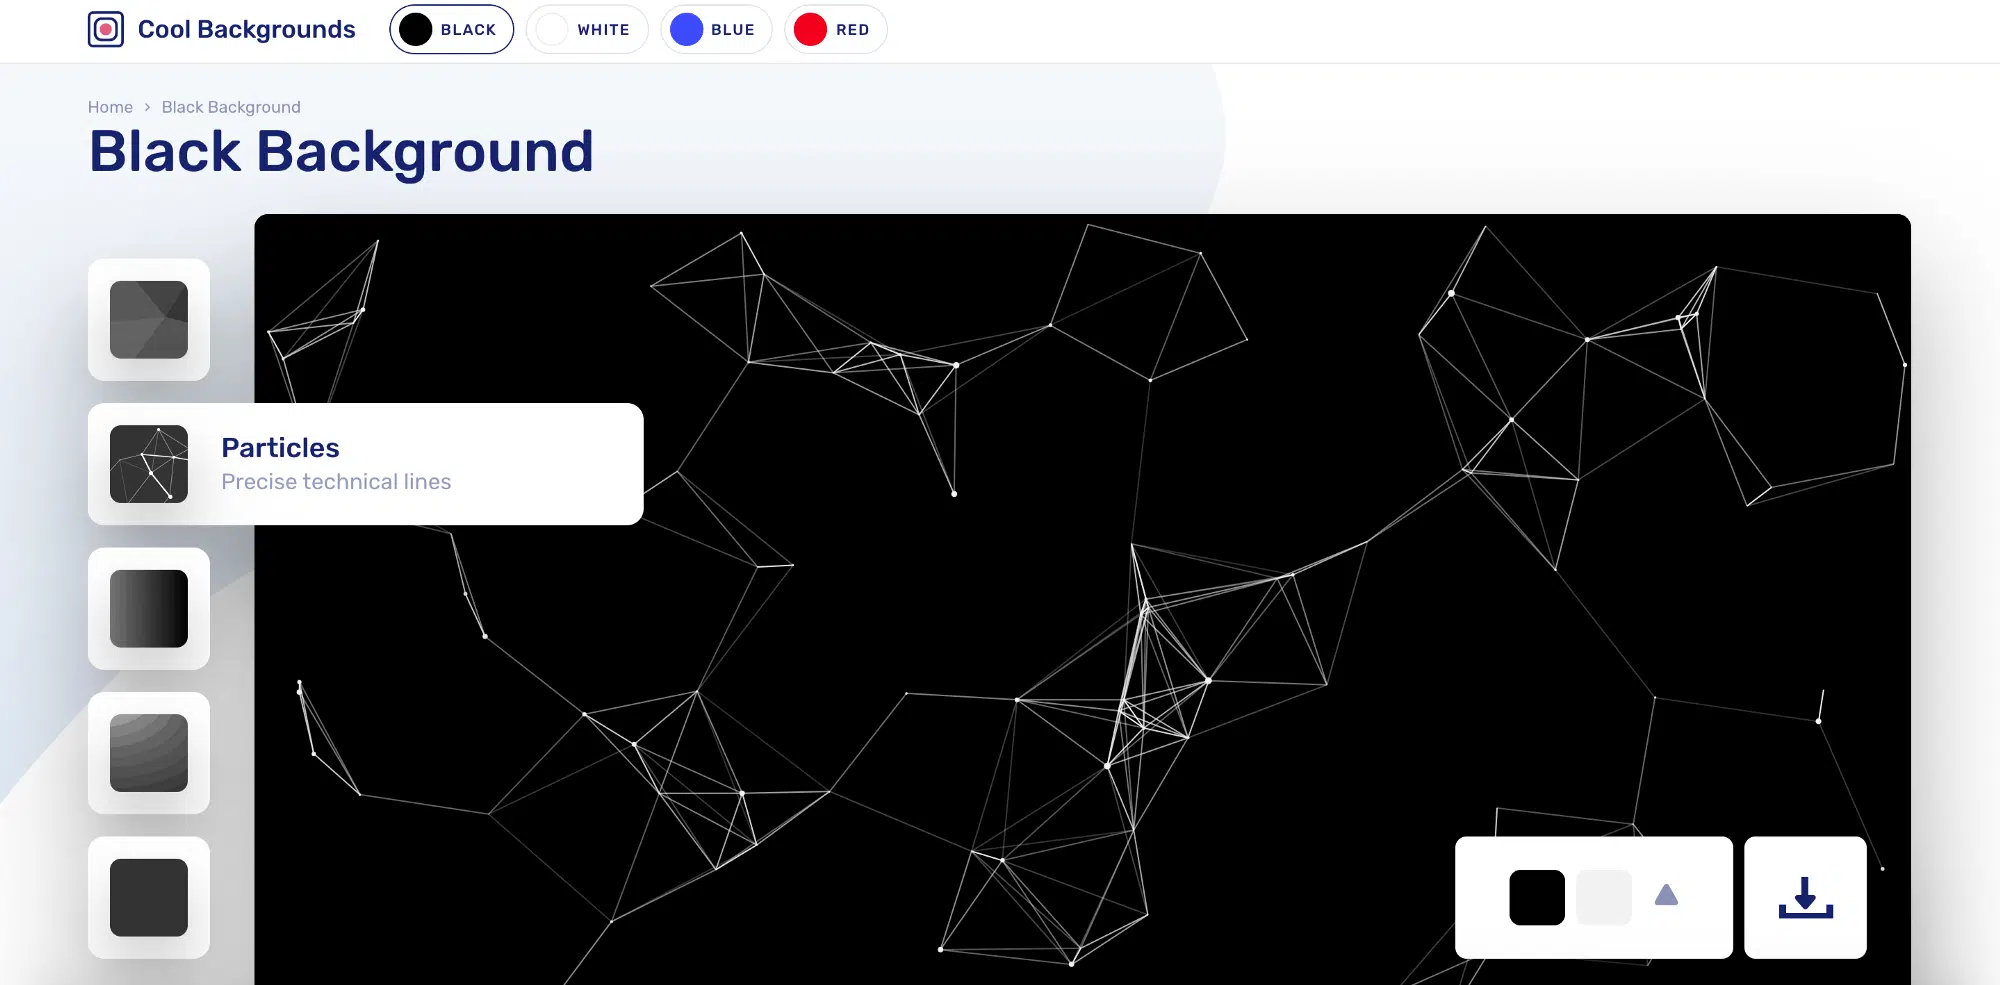 Cool Backgrounds
BLACK
WHITE
BLUE
RED
Home › Black Background
Black Background
Particles
Precise technical lines